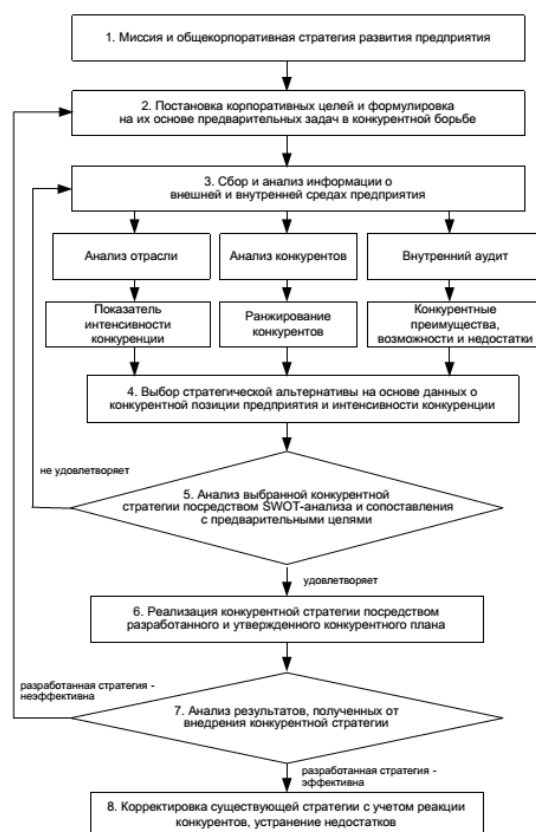 1. Миссия и общекорпоративная стратегия развития предприятия
2. Постановка корпоративных целей и формулировка
на их основе предварительных задач в конкурентной борьбе
3. Сбор и анализ информации о
внешней и внутренней средах предприятия
Анализ отрасли
Анализ конкурентов
Внутренний аудит
Показатель
интенсивности
конкуренции
Ранжирование
конкурентов
Конкурентные
преимущества,
возможности и недостатки
4. Выбор стратегической альтернативы на основе данных о
конкурентной позиции предприятия и интенсивности конкуренции
не удовлетворяет
5. Анализ выбранной конкурентной
стратегии посредством SWOT-анализа и сопоставления
с предварительными целями
удовлетворяет
6. Реализация конкурентной стратегии посредством
разработанного и утвержденного конкурентного плана
разработанная стратегия -
неэффективна
7. Анализ результатов, полученных от
внедрения конкурентной стратегии
разработанная стратегия -
эффективна
8. Корректировка существующей стратегии с учетом реакции
конкурентов, устранение недостатков